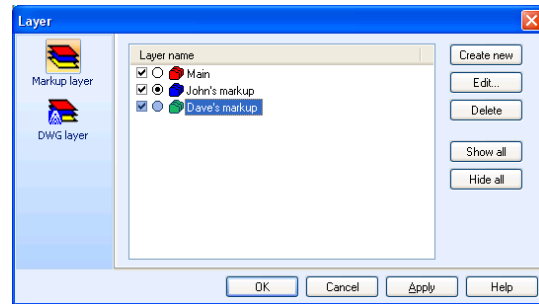 Layer
Markup layer
DWG layer
Layer name
Main
John's markup
Dave's markup
Create new
Edit...
Delete
Show all
Hide all
OK
Cancel
Apply
Help